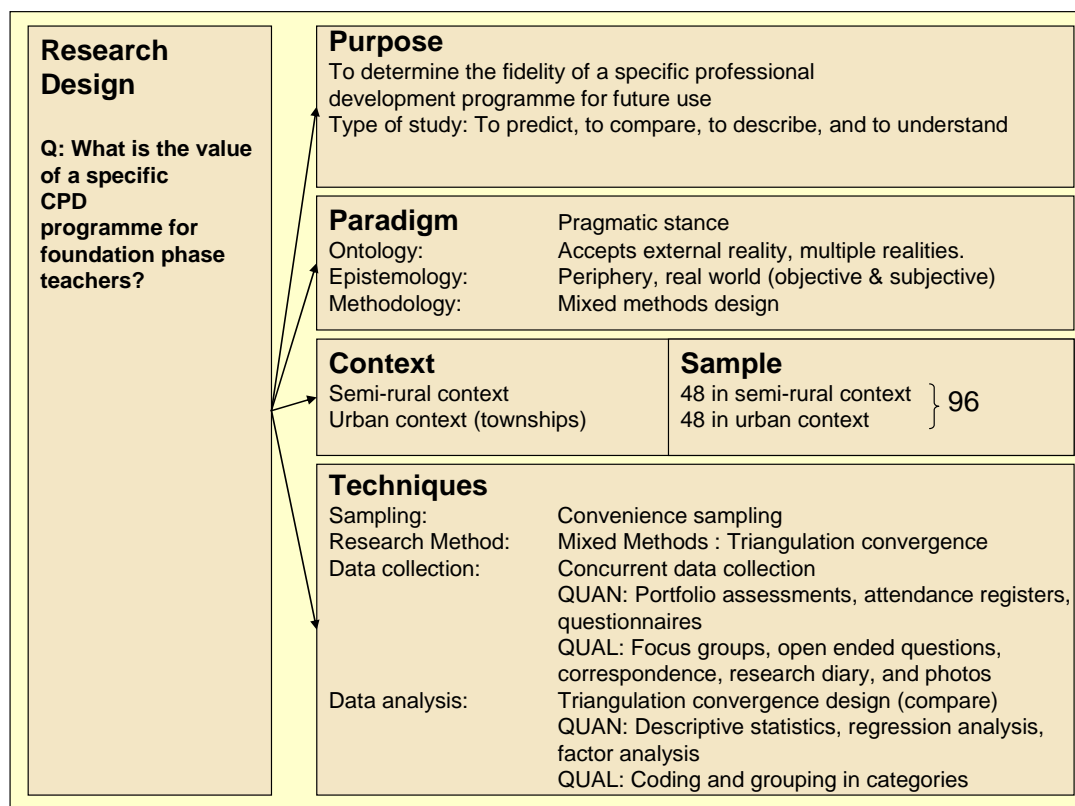 Research
Design
Q: What is the value
of a specific
CPD
programme for
foundation phase
teachers?
Purpose
To determine the fidelity of a specific professional
development programme for future use
Type of study: To predict, to compare, to describe, and to understand
Paradigm Pragmatic stance
Ontology: Accepts external reality, multiple realities.
Epistemology: Periphery, real world (objective & subjective)
Methodology: Mixed methods design
Context
Semi-rural context
Urban context (townships)
Sample
48 in semi-rural context
48 in urban context
} 96
Techniques
Sampling: Convenience sampling
Research Method: Mixed Methods : Triangulation convergence
Data collection: Concurrent data collection
QUAN: Portfolio assessments, attendance registers,
questionnaires
QUAL: Focus groups, open ended questions,
correspondence, research diary, and photos
Data analysis: Triangulation convergence design (compare)
QUAN: Descriptive statistics, regression analysis,
factor analysis
QUAL: Coding and grouping in categories